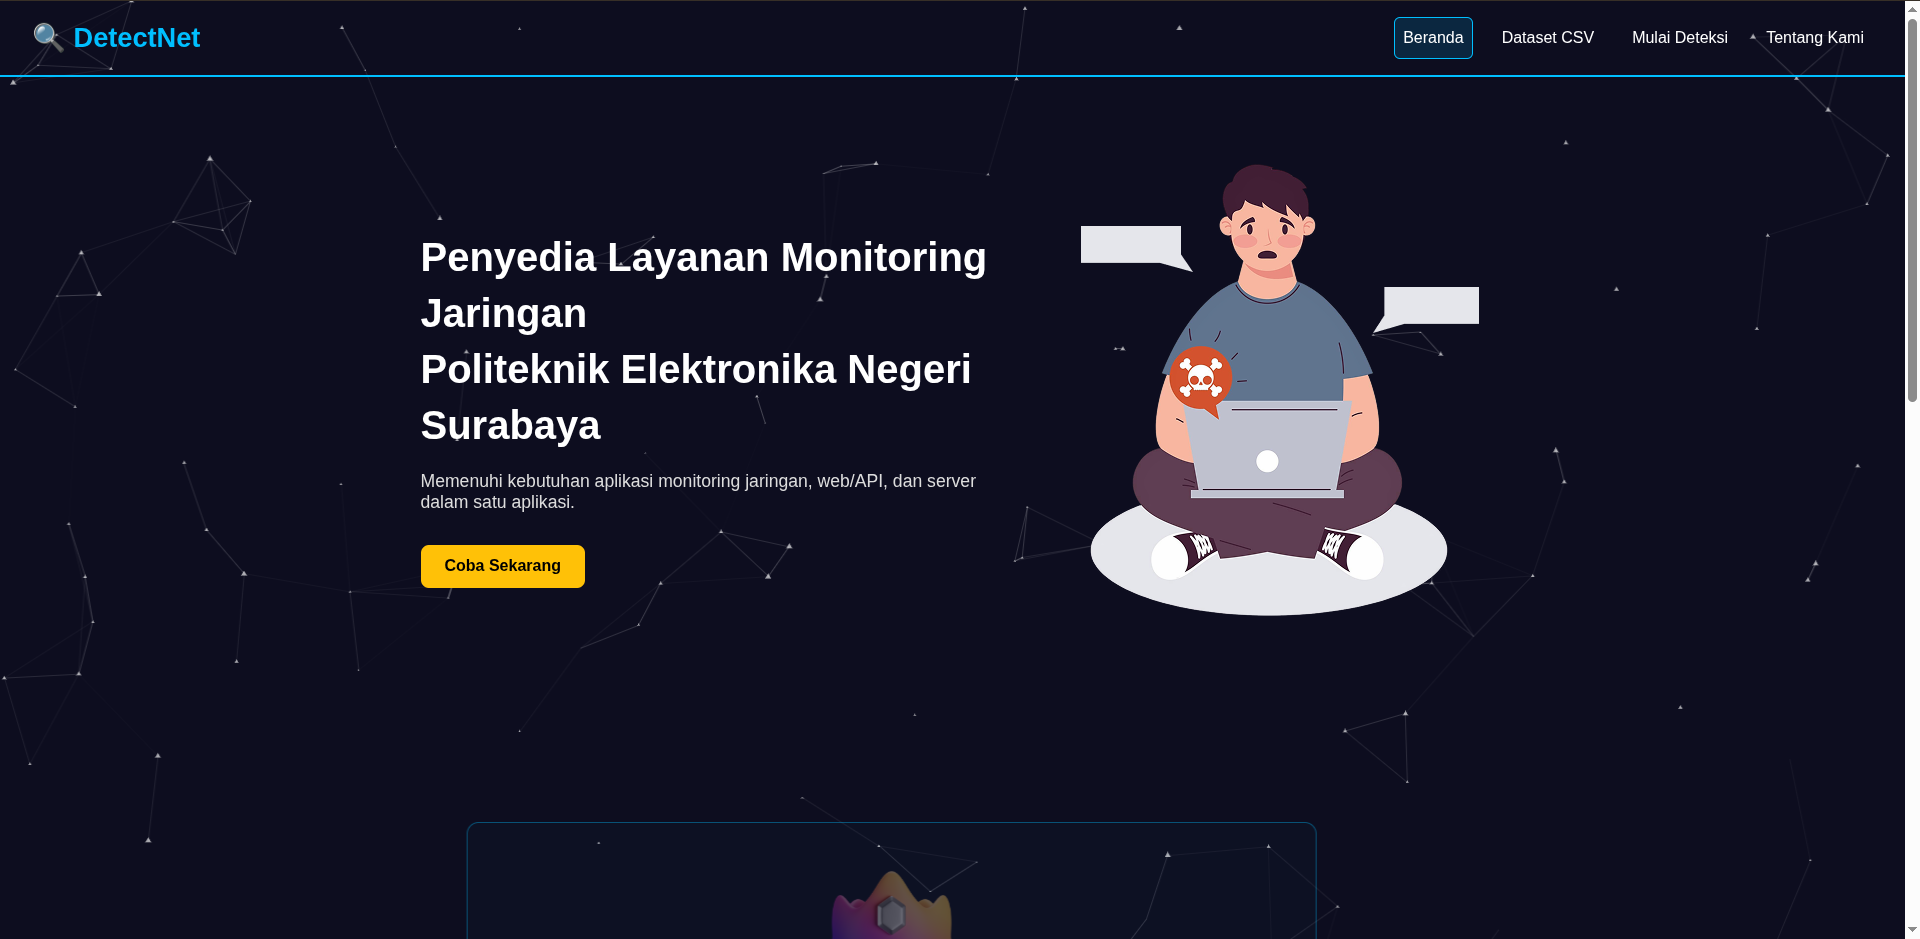 DetectNet
Beranda
Dataset CSV
Mulai Deteksi
Tentang Kami
Penyedia Layanan Monitoring
Jaringan
Politeknik Elektronika Negeri
Surabaya
Memenuhi kebutuhan aplikasi monitoring jaringan, web/API, dan server
dalam satu aplikasi.
Coba Sekarang